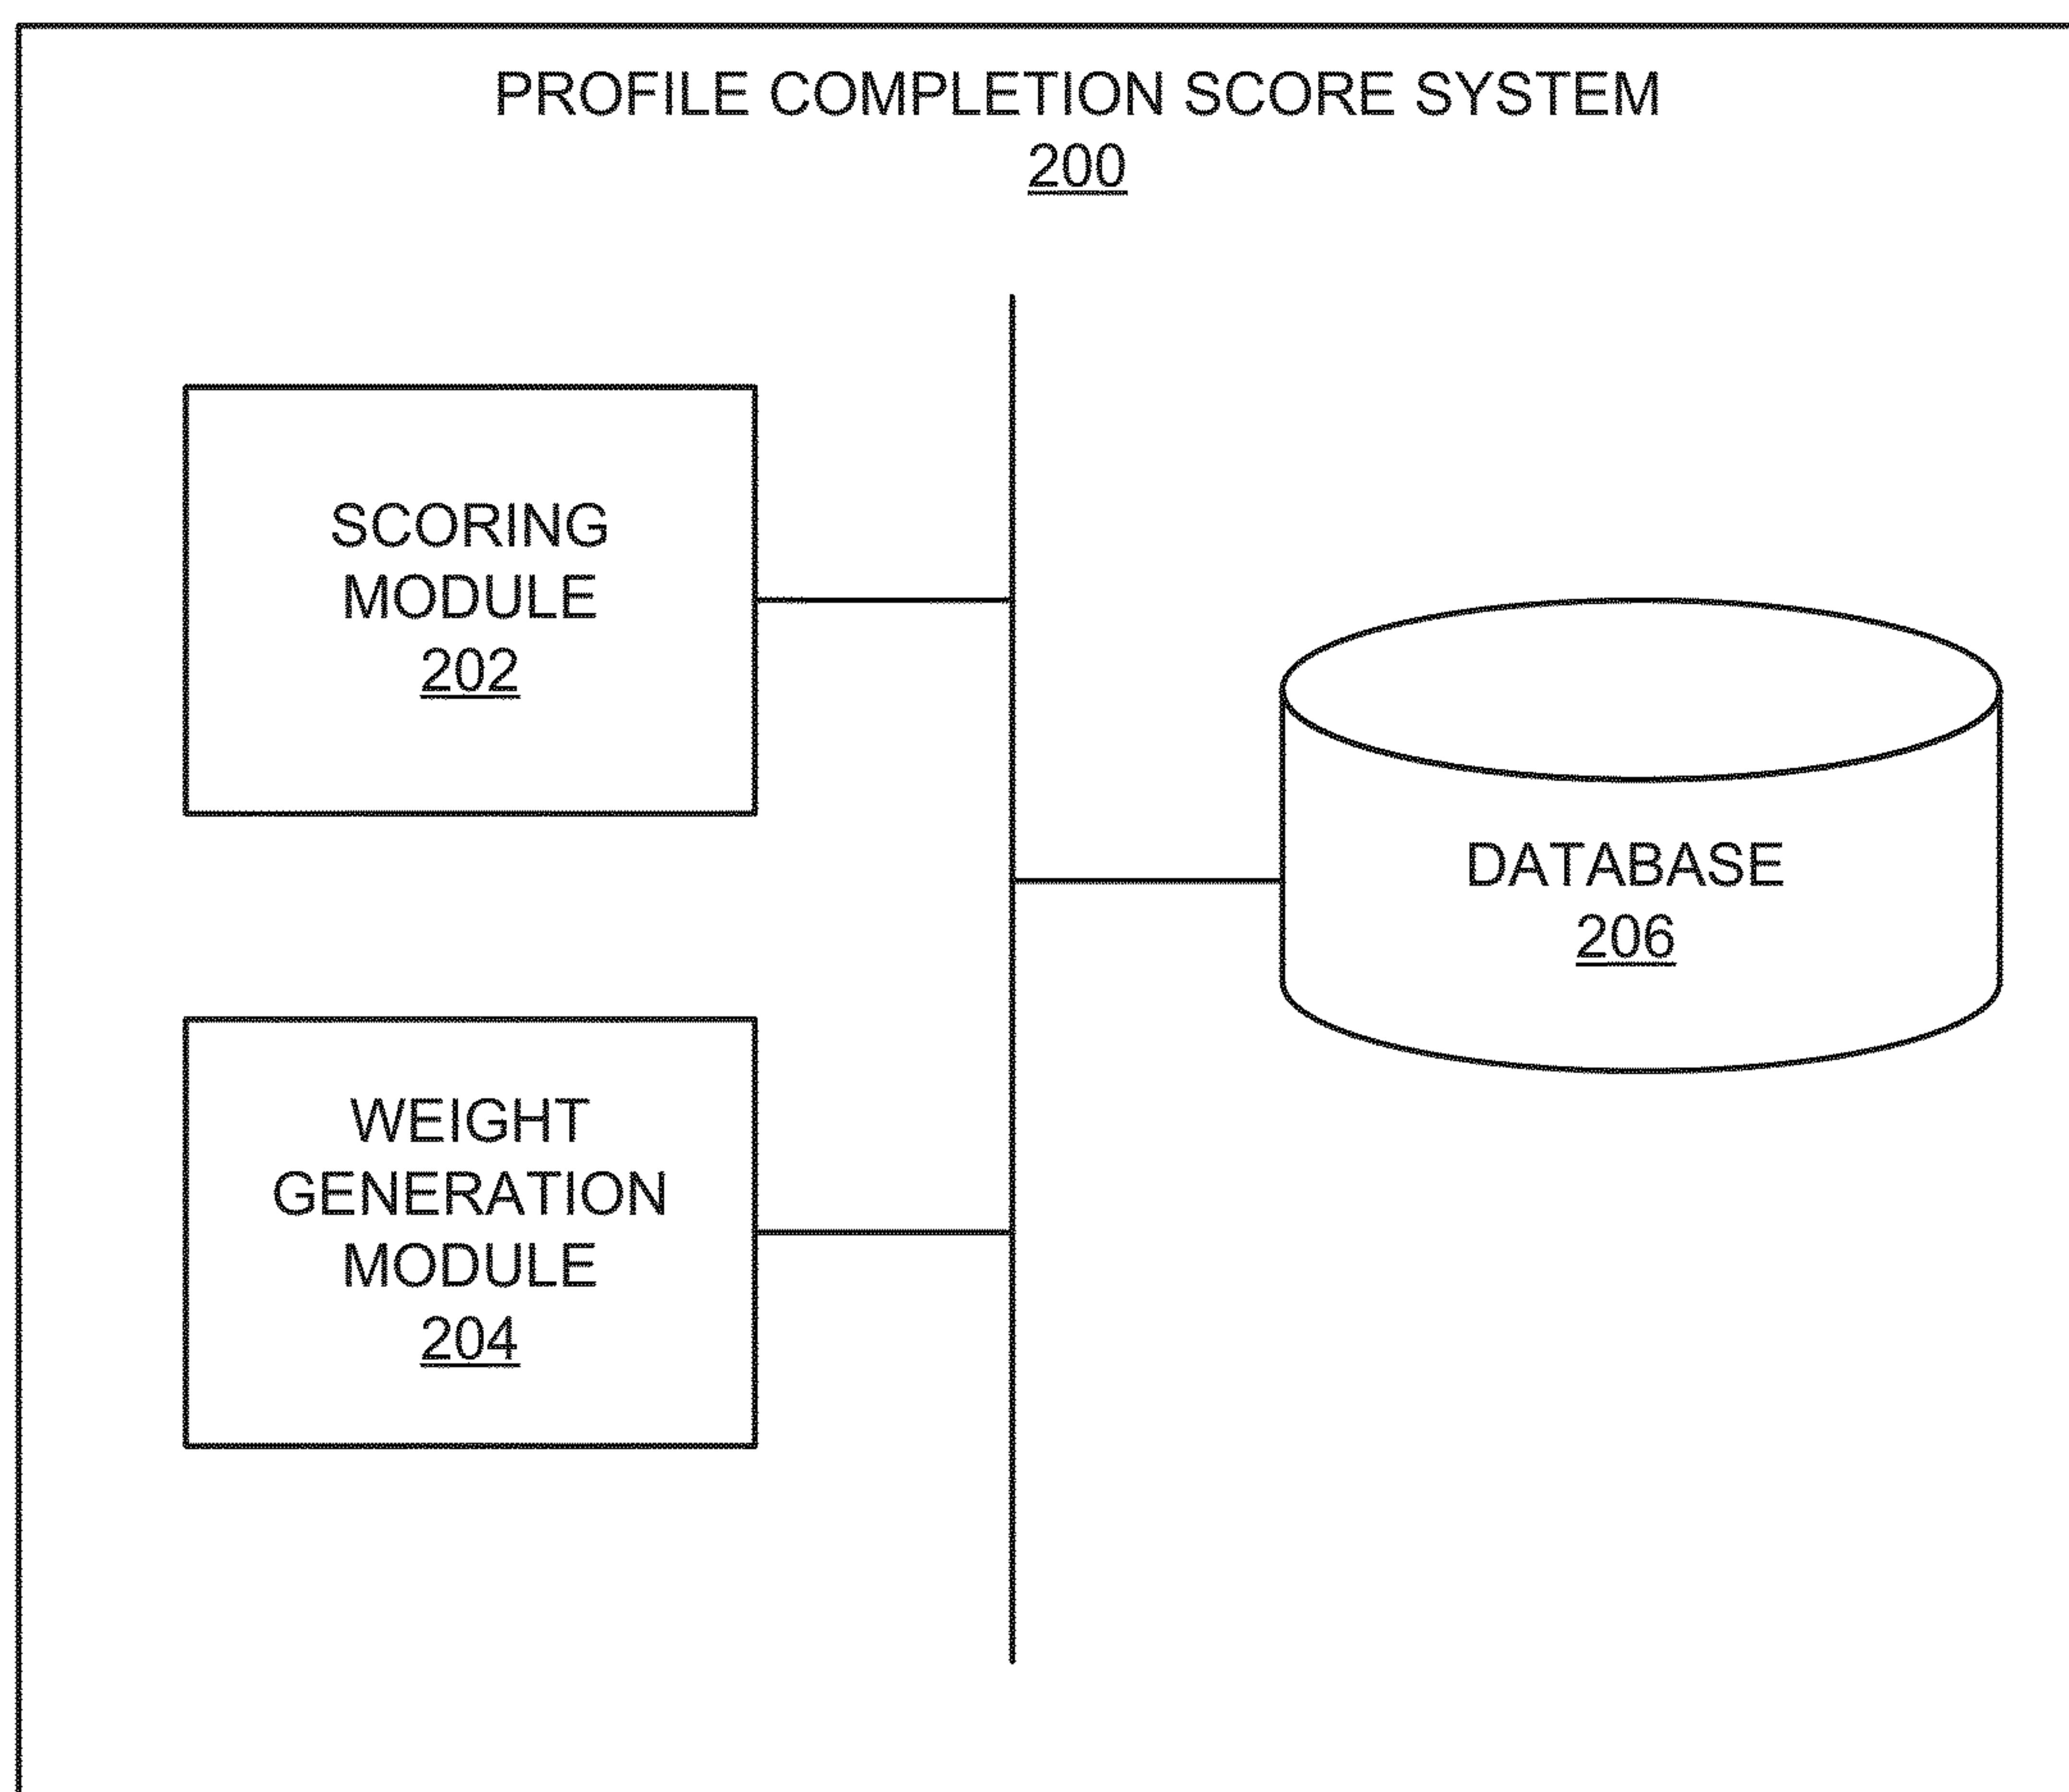 PROFILE COMPLETION SCORE SYSTEM
200
SCORING
MODULE
202
DATABASE
206
WEIGHT
GENERATION
MODULE
204